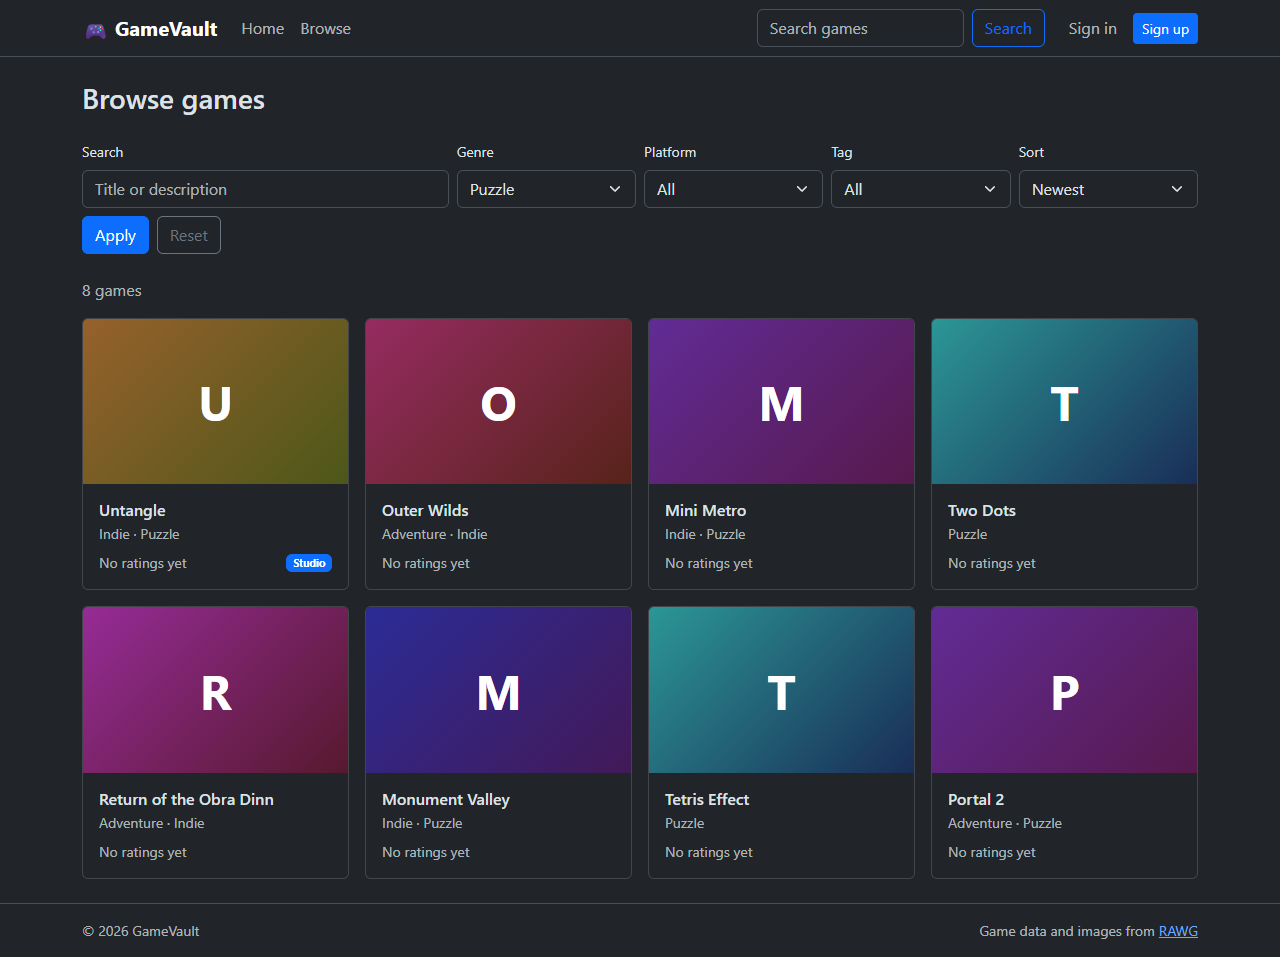 🎮 GameVault Home Browse Search games Search Sign in Sign up
Browse games
Search Genre Platform Tag Sort
Title or description Puzzle All All Newest
Apply Reset
8 games
U O M T
Untangle Outer Wilds Mini Metro Two Dots
Indie · Puzzle Adventure · Indie Indie · Puzzle Puzzle
No ratings yet Studio No ratings yet No ratings yet No ratings yet
R M T P
Return of the Obra Dinn Monument Valley Tetris Effect Portal 2
Adventure · Indie Indie · Puzzle Puzzle Adventure · Puzzle
No ratings yet No ratings yet No ratings yet No ratings yet
© 2026 GameVault Game data and images from RAWG